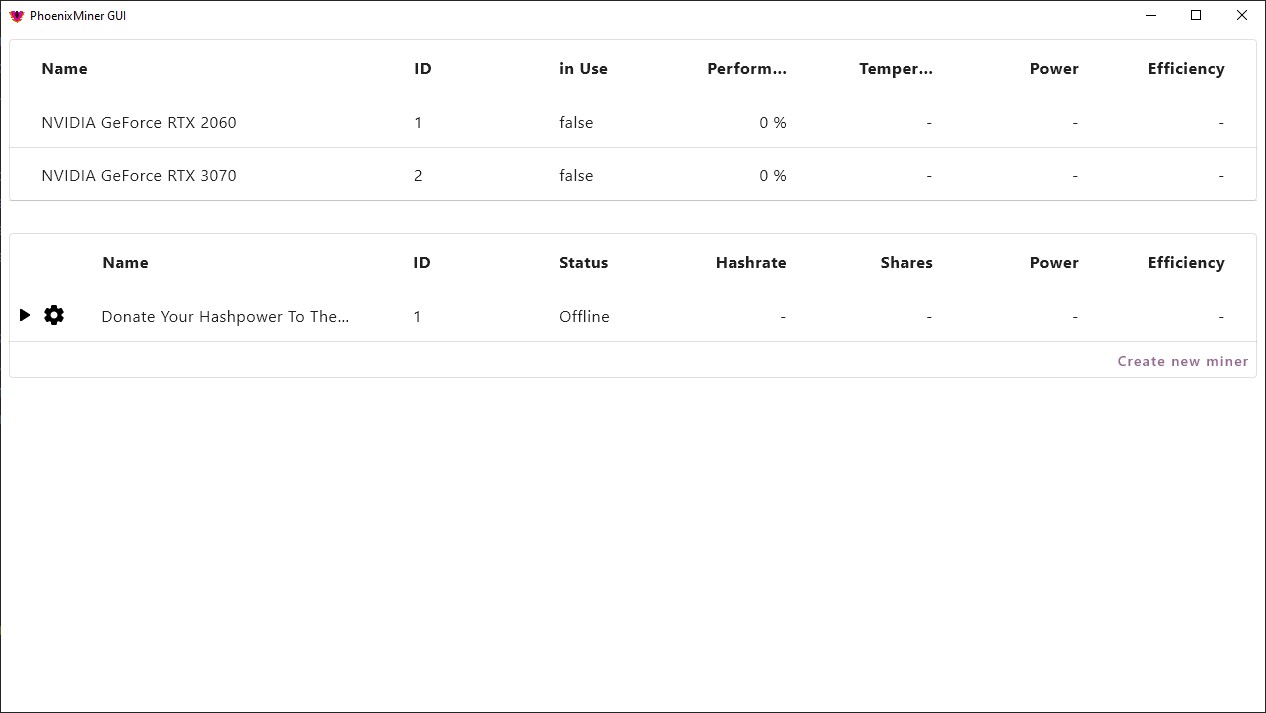 PhoenixMiner GUI
Name ID in Use Perform... Temper... Power Efficiency
NVIDIA GeForce RTX 2060 1 false 0 % - - -
NVIDIA GeForce RTX 3070 2 false 0 % - - -
Name ID Status Hashrate Shares Power Efficiency
Donate Your Hashpower To The... 1 Offline - - - -
Create new miner